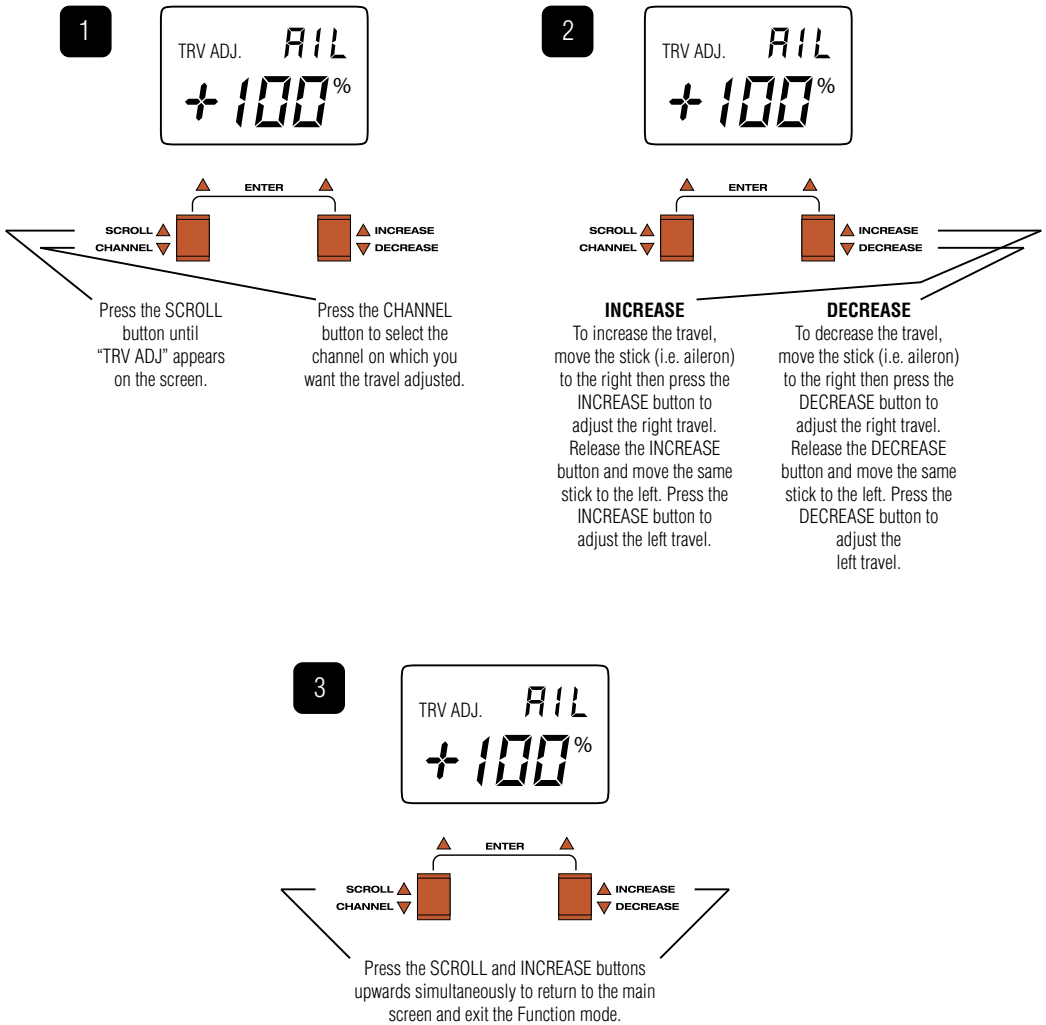 1
TRV ADJ. AIL
+100%
ENTER
SCROLL
CHANNEL
INCREASE
DECREASE
Press the SCROLL
button until
“TRV ADJ” appears
on the screen.
Press the CHANNEL
button to select the
channel on which you
want the travel adjusted.
2
TRV ADJ. AIL
+100%
ENTER
SCROLL
CHANNEL
INCREASE
DECREASE
INCREASE
To increase the travel,
move the stick (i.e. aileron)
to the right then press the
INCREASE button to
adjust the right travel.
Release the INCREASE
button and move the same
stick to the left. Press the
INCREASE button to
adjust the left travel.
DECREASE
To decrease the travel,
move the stick (i.e. aileron)
to the right then press the
DECREASE button to
adjust the right travel.
Release the DECREASE
button and move the same
stick to the left. Press the
DECREASE button to
adjust the
left travel.
3
TRV ADJ. AIL
+100%
ENTER
SCROLL
CHANNEL
INCREASE
DECREASE
Press the SCROLL and INCREASE buttons
upwards simultaneously to return to the main
screen and exit the Function mode.